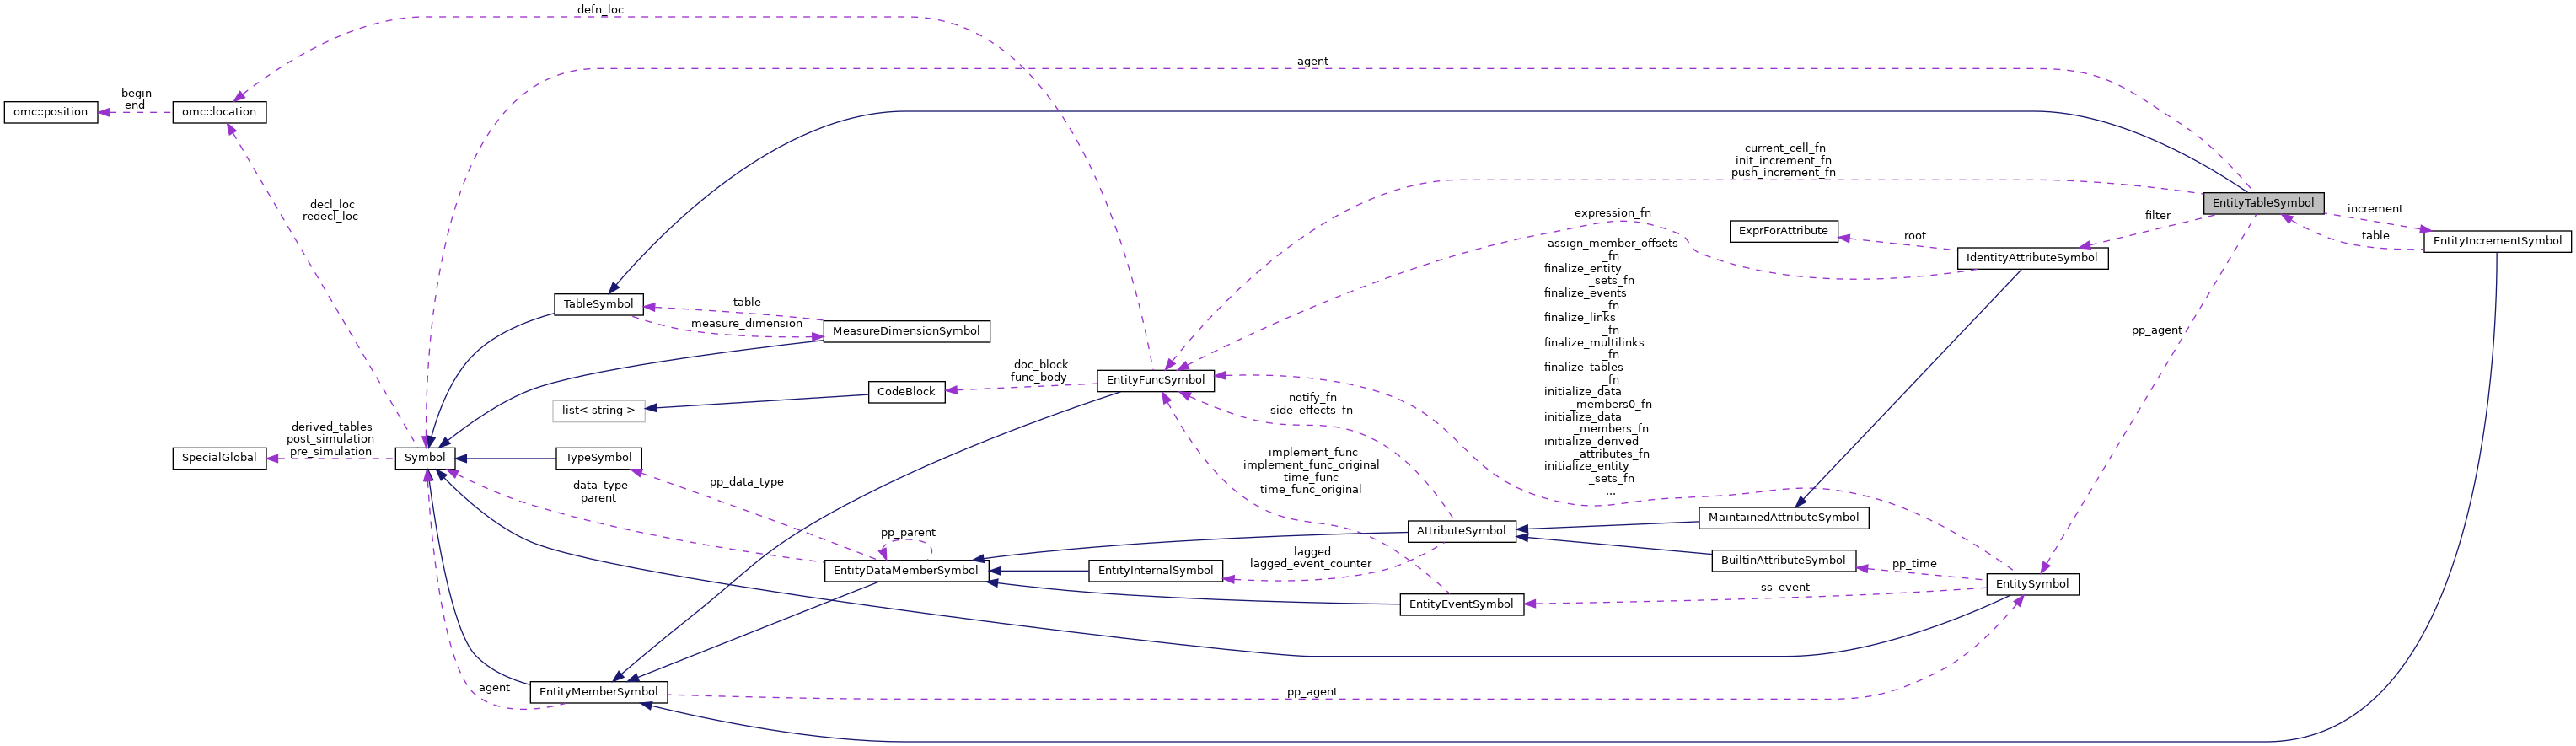 defn_loc
agent
begin
end
omc::position
omc::location
current_cell_fn
init_increment_fn
push_increment_fn
EntityTableSymbol
decl_loc
redecl_loc
expression_fn
filter
increment
ExprForAttribute
root
table
EntityIncrementSymbol
IdentityAttributeSymbol
assign_member_offsets
_fn
finalize_entity
_sets_fn
finalize_events
_fn
finalize_links
_fn
finalize_multilinks
_fn
finalize_tables
_fn
initialize_data
_members0_fn
initialize_data
_members_fn
initialize_derived
_attributes_fn
initialize_entity
_sets_fn
...
TableSymbol
table
measure_dimension
MeasureDimensionSymbol
pp_agent
doc_block
func_body
EntityFuncSymbol
CodeBlock
list< string >
notify_fn
side_effects_fn
derived_tables
post_simulation
pre_simulation
SpecialGlobal
Symbol
TypeSymbol
implement_func
implement_func_original
time_func
time_func_original
data_type
parent
pp_data_type
MaintainedAttributeSymbol
AttributeSymbol
pp_parent
lagged
lagged_event_counter
BuiltinAttributeSymbol
pp_time
EntityDataMemberSymbol
EntityInternalSymbol
EntitySymbol
ss_event
EntityEventSymbol
agent
EntityMemberSymbol
pp_agent